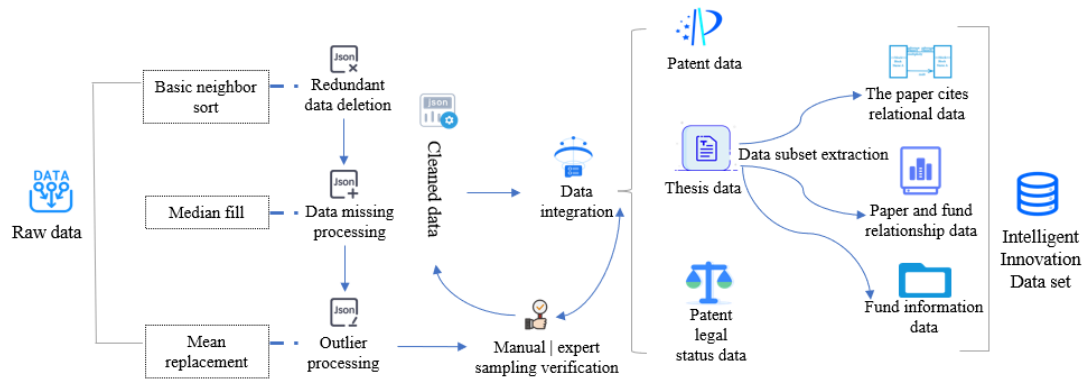 DATA
Raw data
Basic neighbor
sort
Median fill
Mean
replacement
Json
Redundant
data deletion
Json
Data missing
processing
Json
Outlier
processing
json
Cleaned data
Manual | expert
sampling verification
Data
integration
Patent data
Thesis data
Patent
legal
status data
Data subset extraction
The paper cites
relational data
Paper and fund
relationship data
Fund information
data
Intelligent
Innovation
Data set